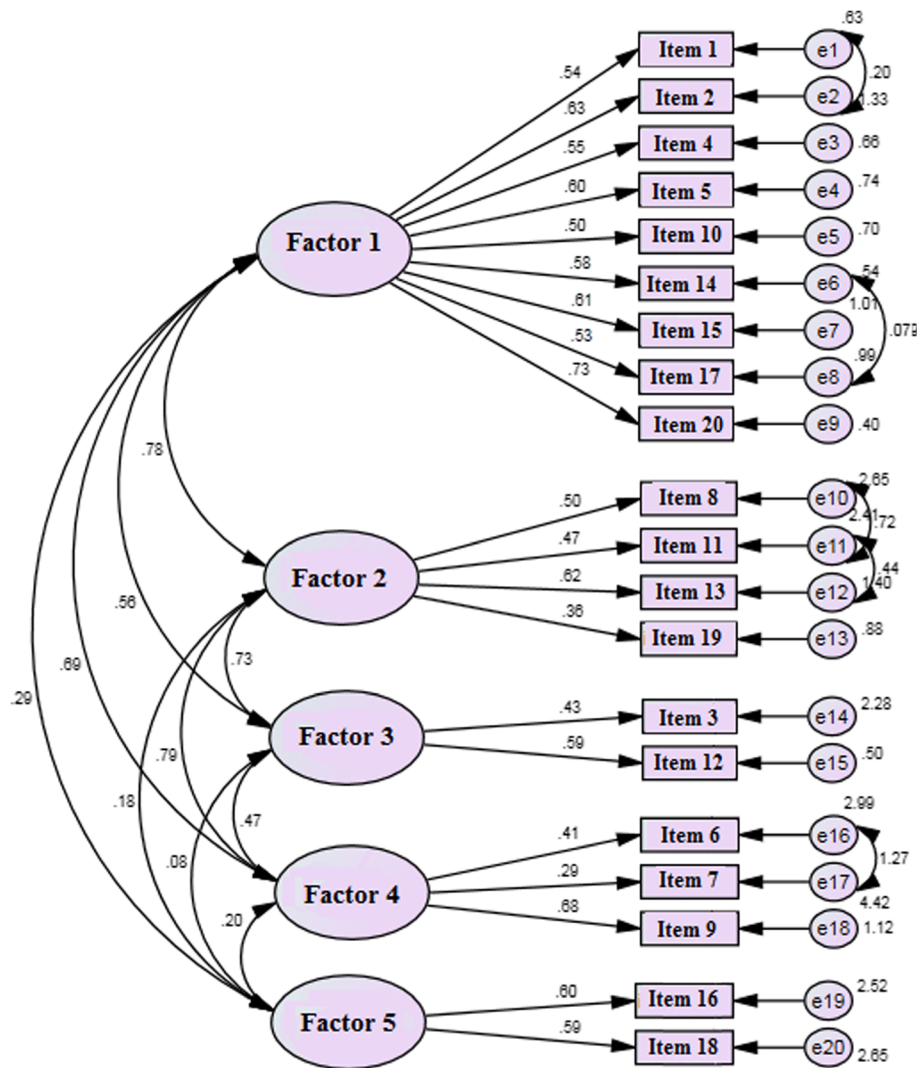 .63
.54
Item 1
e1
.20
.63
Item 2
e2
1.33
.55
Item 4
e3
.66
.60
Item 5
e4
.74
Factor 1
.50
Item 10
e5
.70
.58
Item 14
e6
.54
1.01
.61
Item 15
e7
.079
.53
Item 17
e8
.99
.73
Item 20
e9
.40
.78
2.65
.50
Item 8
e10
2.41
.72
.47
Item 11
e11
.44
Factor 2
.62
Item 13
e12
1.40
.36
Item 19
e13
.88
.56
.69
.73
.29
.79
.18
Factor 3
.43
Item 3
e14
2.28
.59
Item 12
e15
.50
.47
.08
2.99
.41
Item 6
e16
1.27
Factor 4
.29
Item 7
e17
4.42
.68
Item 9
e18
1.12
.20
Factor 5
.60
Item 16
e19
2.52
.59
Item 18
e20
2.65